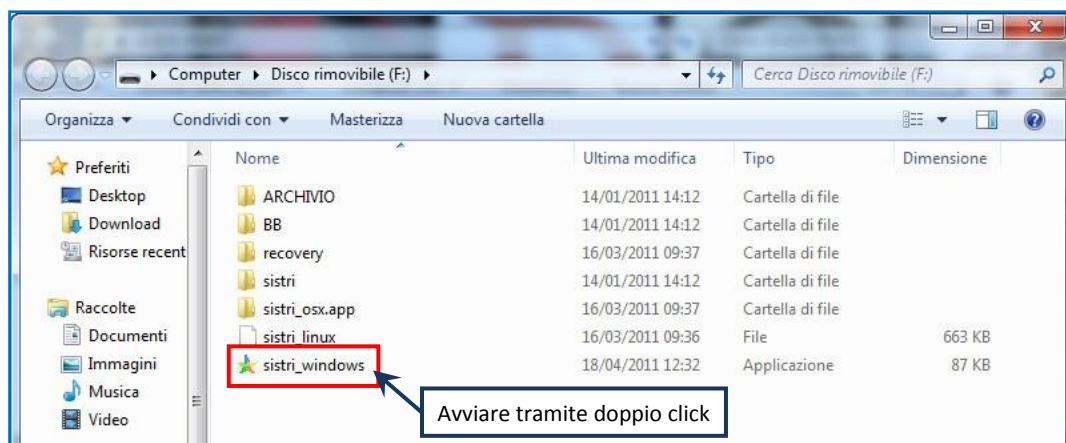 Computer Disco rimovibile (F:) Cerca Disco rimovibile (F:)
Organizza Condividi con Masterizza Nuova cartella
Preferiti
Desktop
Download
Risorse recent
Raccolte
Documenti
Immagini
Musica
Video
Nome Ultima modifica Tipo Dimensione
ARCHIVIO 14/01/2011 14:12 Cartella di file
BB 14/01/2011 14:12 Cartella di file
recovery 16/03/2011 09:37 Cartella di file
sistri 14/01/2011 14:12 Cartella di file
sistri_osx.app 16/03/2011 09:37 Cartella di file
sistri_linux 16/03/2011 09:36 File 663 KB
sistri_windows 18/04/2011 12:32 Applicazione 87 KB
Avviare tramite doppio click